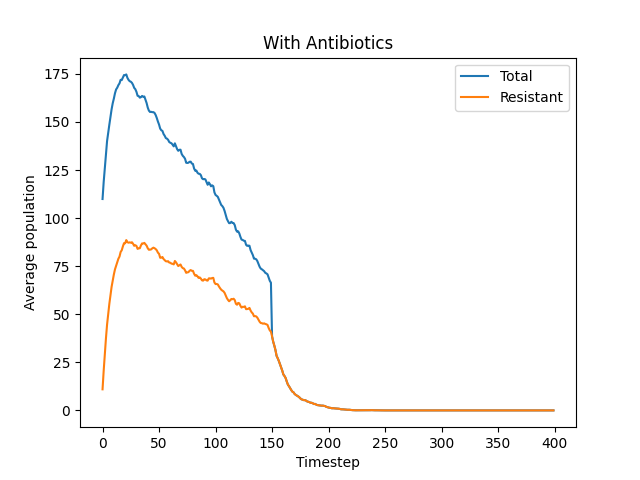 With Antibiotics
Total
Resistant
Average population
175
150
125
100
75
50
25
0
0 50 100 150 200 250 300 350 400
Timestep